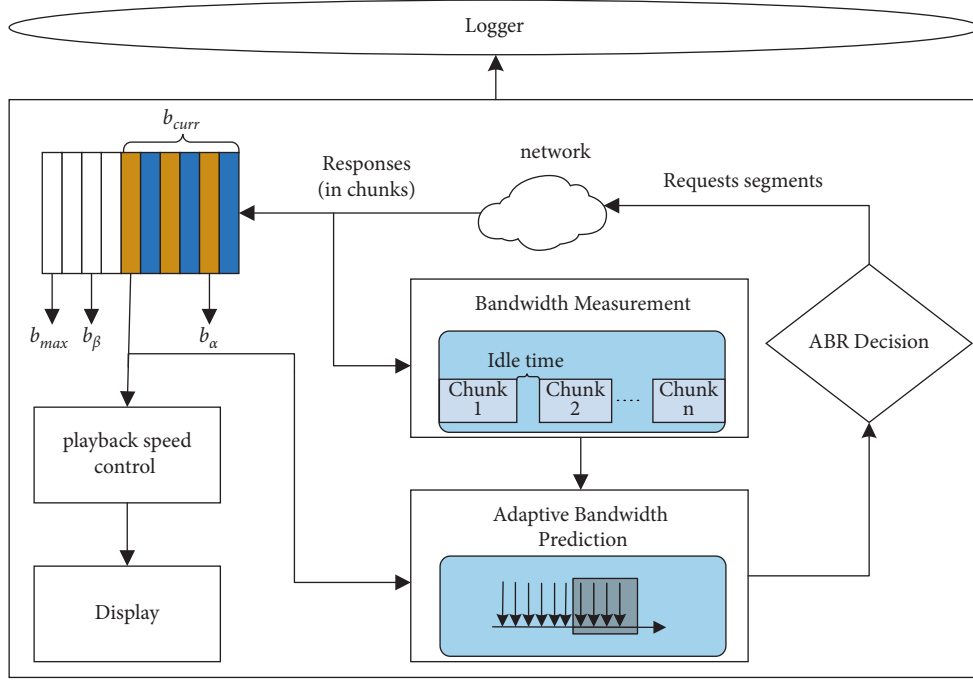 Logger
b_curr
Responses
(in chunks)
network
Requests segments
b_max
b_β
b_α
Bandwidth Measurement
Idle time
Chunk
1
Chunk
2
....
Chunk
n
ABR Decision
playback speed
control
Adaptive Bandwidth
Prediction
Display